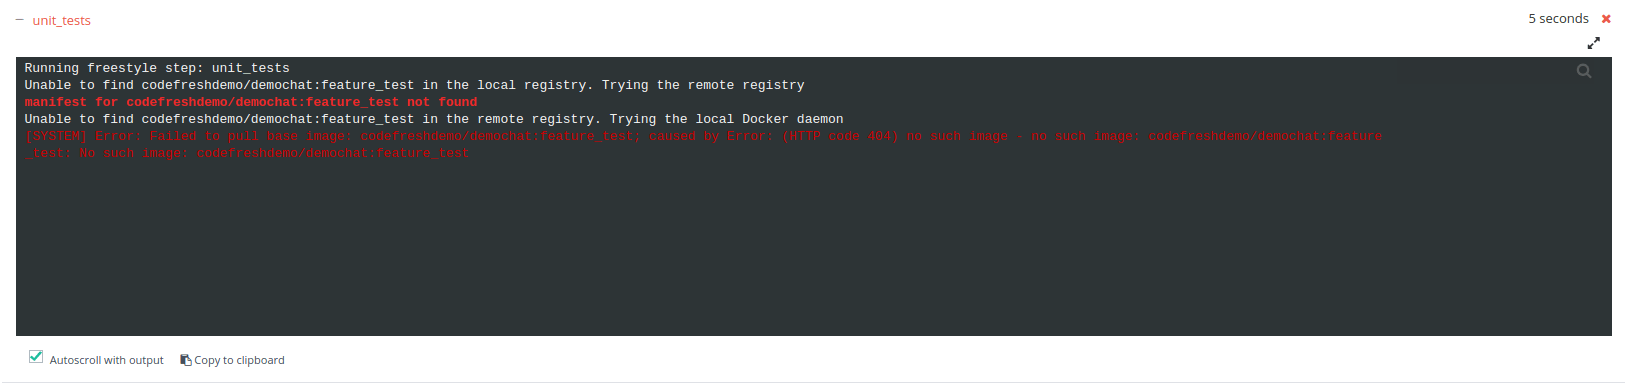 unit_tests
5 seconds
Running freestyle step: unit_tests
Unable to find codefreshdemo/demochat:feature_test in the local registry. Trying the remote registry
manifest for codefreshdemo/demochat:feature_test not found
Unable to find codefreshdemo/demochat:feature_test in the remote registry. Trying the local Docker daemon
[SYSTEM] Error: Failed to pull base image: codefreshdemo/demochat:feature_test; caused by Error: (HTTP code 404) no such image - no such image: codefreshdemo/demochat:feature
_test: No such image: codefreshdemo/demochat:feature_test
Autoscroll with output
Copy to clipboard